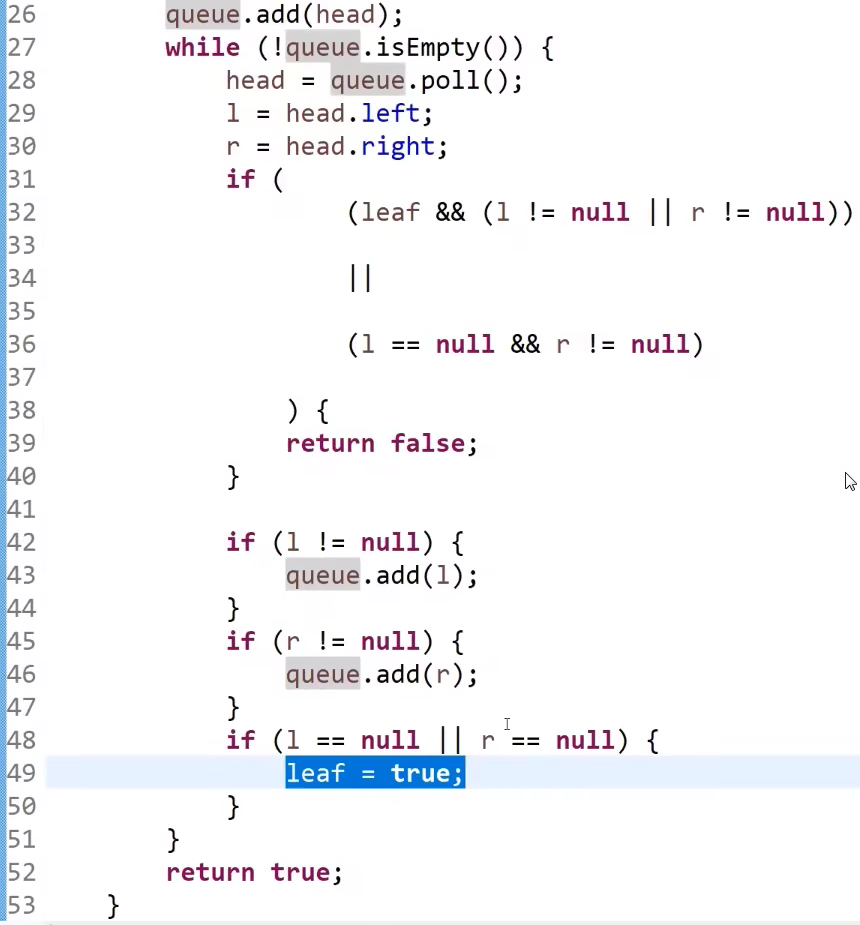 26 queue.add(head);
27 while (!queue.isEmpty()) {
28 head = queue.poll();
29 l = head.left;
30 r = head.right;
31 if (
32 (leaf && (l != null || r != null))
33
34 ||
35
36 (l == null && r != null)
37
38 ) {
39 return false;
40 }
41
42 if (l != null) {
43 queue.add(l);
44 }
45 if (r != null) {
46 queue.add(r);
47 }
48 if (l == null || r == null) {
49 leaf = true;
50 }
51 }
52 return true;
53 }